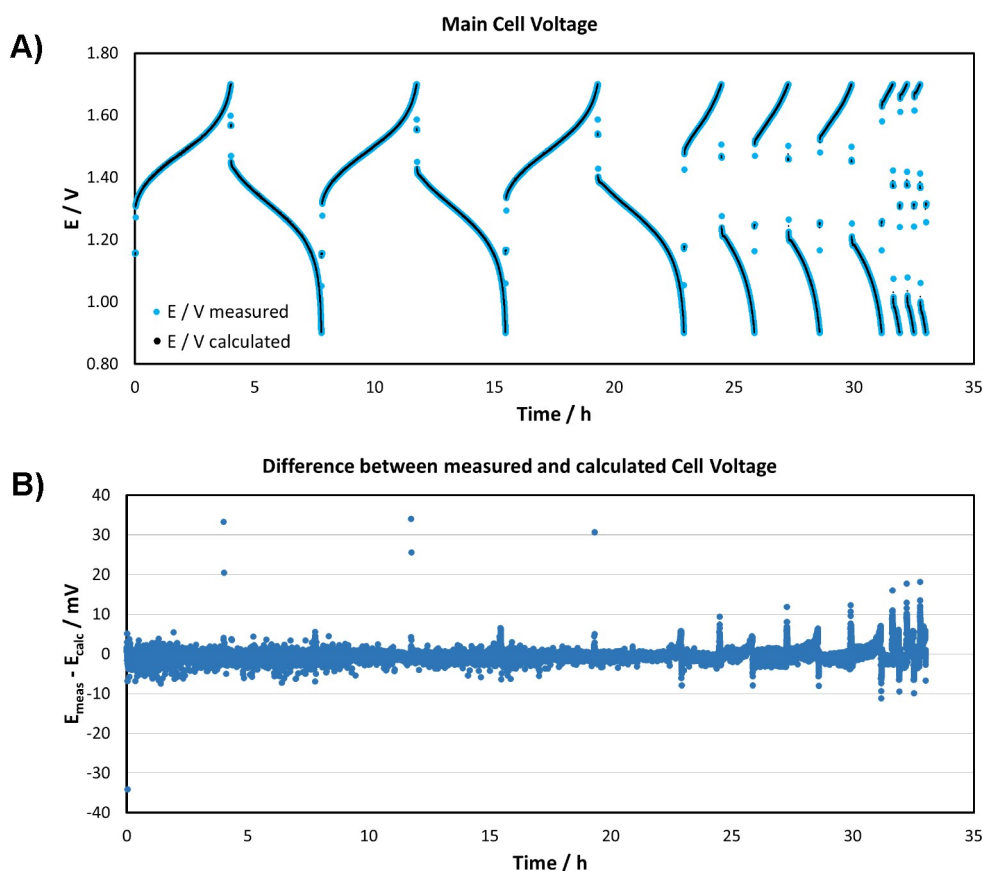 A)
Main Cell Voltage
1.80
1.60
1.40
1.20
1.00
0.80
E / V
E / V measured
E / V calculated
0 5 10 15 20 25 30 35
Time / h
B)
Difference between measured and calculated Cell Voltage
40
30
20
10
0
-10
-20
-30
-40
Emeas - Ecalc / mV
0 5 10 15 20 25 30 35
Time / h